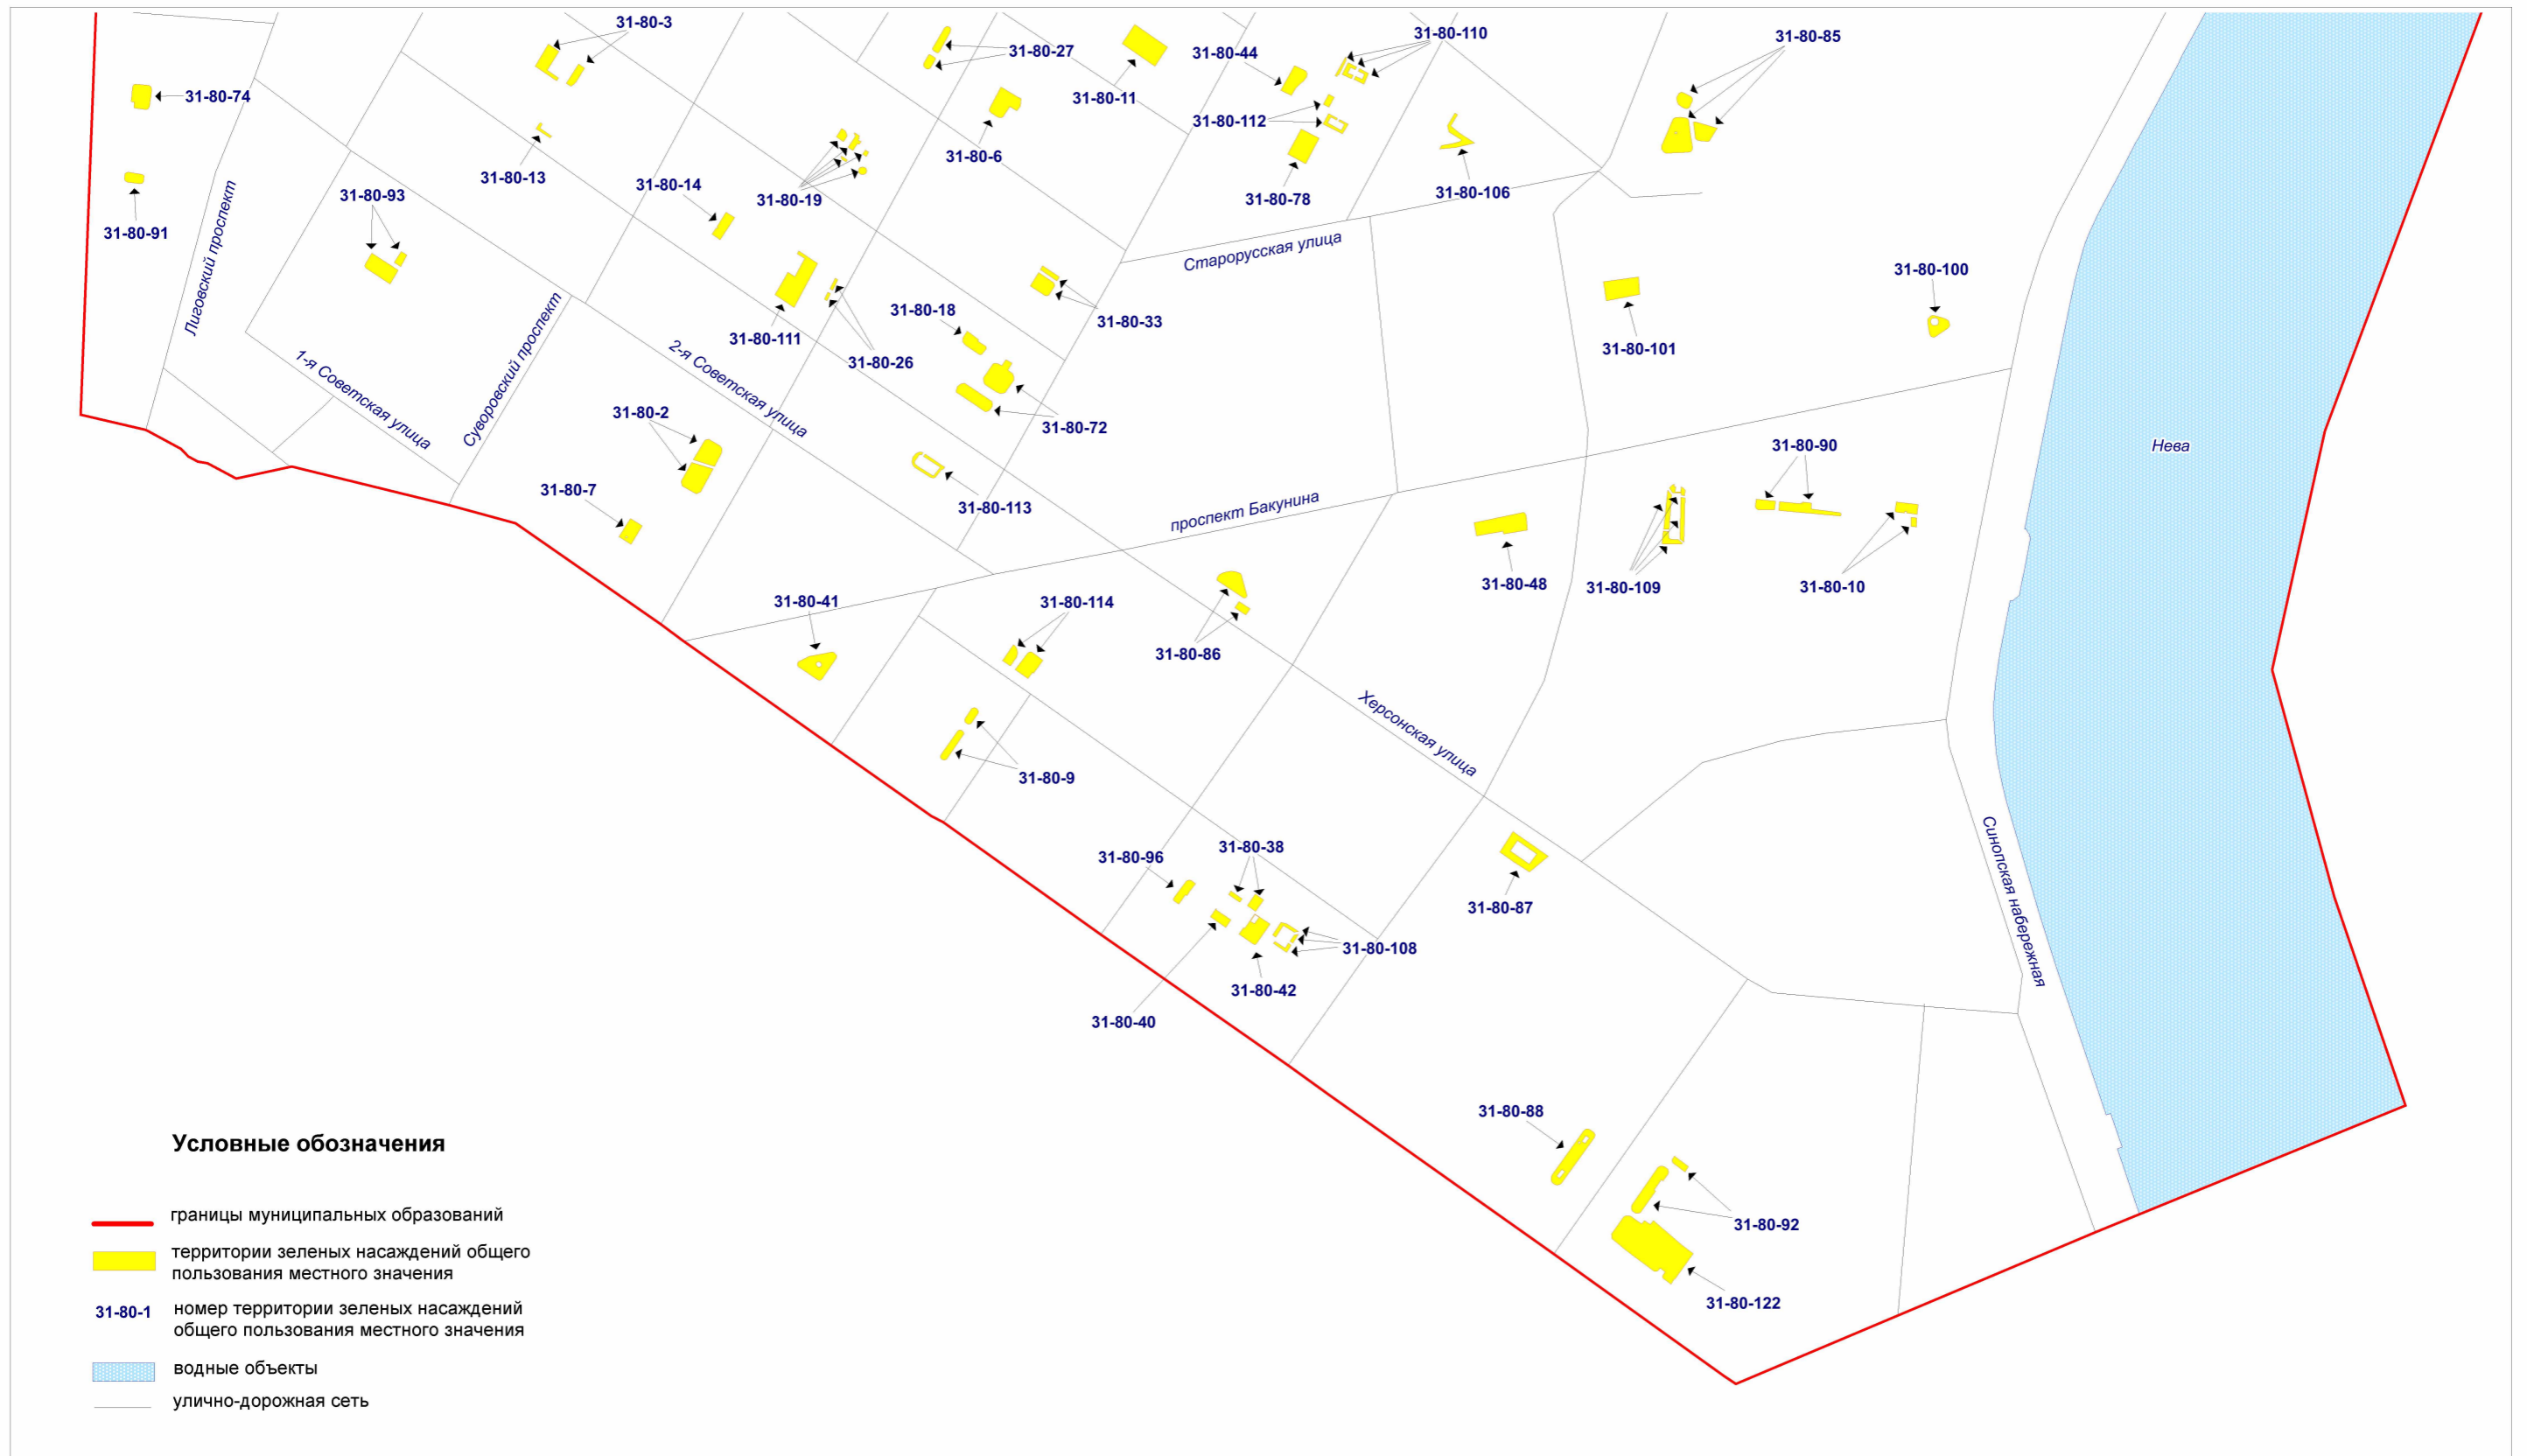 31-80-3
31-80-27
31-80-44
31-80-110
31-80-85
31-80-74
31-80-11
31-80-112
31-80-13
31-80-6
31-80-14
31-80-93
31-80-19
31-80-78
31-80-106
31-80-91
Лиговский проспект
Старорусская улица
31-80-100
31-80-18
31-80-33
31-80-111
31-80-26
31-80-101
1-я Советская улица
Суворовский проспект
2-я Советская улица
31-80-2
31-80-72
Нева
31-80-90
31-80-7
31-80-113
проспект Бакунина
31-80-48
31-80-109
31-80-10
31-80-41
31-80-114
31-80-86
Херсонская улица
31-80-9
31-80-96
31-80-38
Синопская набережная
31-80-87
31-80-108
31-80-42
31-80-40
31-80-88
31-80-92
31-80-122
Условные обозначения
границы муниципальных образований
территории зеленых насаждений общего
пользования местного значения
31-80-1
номер территории зеленых насаждений
общего пользования местного значения
водные объекты
улично-дорожная сеть